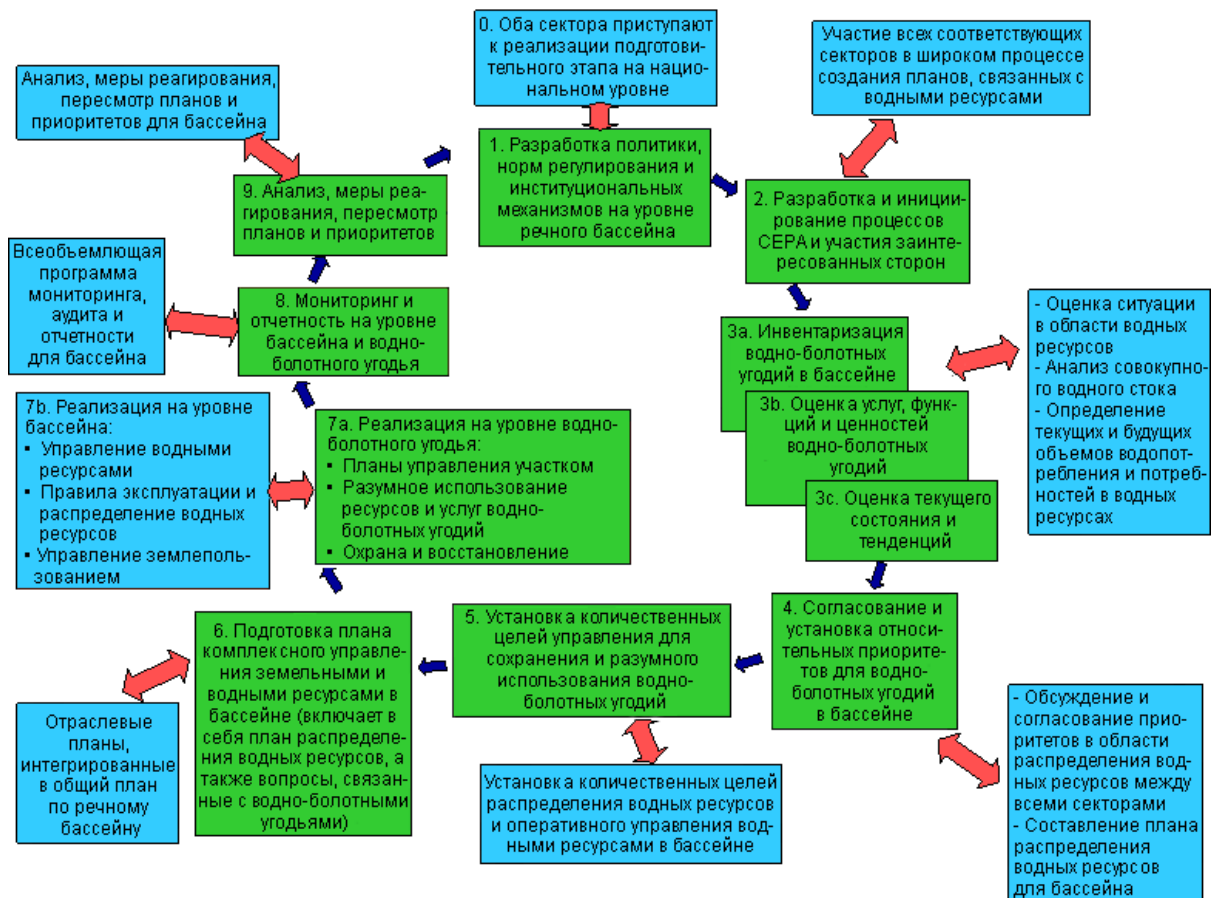 0. Оба сектора приступают
к реализации подготови-
тельного этапа на нацио-
нальном уровне
Участие всех соответствующих
секторов в широком процессе
создания планов, связанных с
водными ресурсами
Анализ, меры реагирования,
пересмотр планов и
приоритетов для бассейна
1. Разработка политики,
норм регулирования и
институциональных
механизмов на уровне
речного бассейна
2. Разработка и иниции-
рование процессов
СЕРА и участия заинте-
ресованных сторон
9. Анализ, меры реа-
гирования, пересмотр
планов и приоритетов
Всеобъемлющая
программа
мониторинга,
аудита и
отчетности
для бассейна
8. Мониторинг и
отчетность на уровне
бассейна и водно-
болотного угодья
3а. Инвентаризация
водно-болотных
угодий в бассейне
3b. Оценка услуг, функ-
ций и ценностей
водно-болотных
угодий
3с. Оценка текущего
состояния и
тенденций
- Оценка ситуации
в области водных
ресурсов
- Анализ совокупно-
го водного стока
- Определение
текущих и будущих
объемов водопот-
ребления и потреб-
ностей в водных
ресурсах
7b. Реализация на уровне
бассейна:
▪ Управление водными
ресурсами
▪ Правила эксплуатации и
распределение водных
ресурсов
▪ Управление землеполь-
зованием
7а. Реализация на уровне водно-
болотного угодья:
▪ Планы управления участком
▪ Разумное использование
ресурсов и услуг водно-
болотных угодий
▪ Охрана и восстановление
4. Согласование и
установка относи-
тельных приорите-
тов для водно-
болотных угодий
в бассейне
5. Установка количественных
целей управления для
сохранения и разумного
использования водно-
болотных угодий
6. Подготовка плана
комплексного управле-
ния земельными и
водными ресурсами в
бассейне (включает в
себя план распределе-
ния водных ресурсов, а
также вопросы, связан-
ные с водно-болотными
угодьями)
Отраслевые
планы,
интегрированные
в общий план
по речному
бассейну
Установка количественных целей
распределения водных ресурсов
и оперативного управления вод-
ными ресурсами в бассейне
- Обсуждение и
согласование прио-
ритетов в области
распределения вод-
ных ресурсов между
всеми секторами
- Составление плана
распределения
водных ресурсов
для бассейна